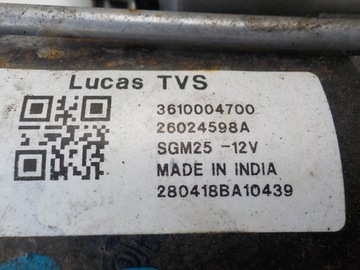 Lucas TVS
3610004700
26024598A
SGM25 -12V
MADE IN INDIA
280418BA10439